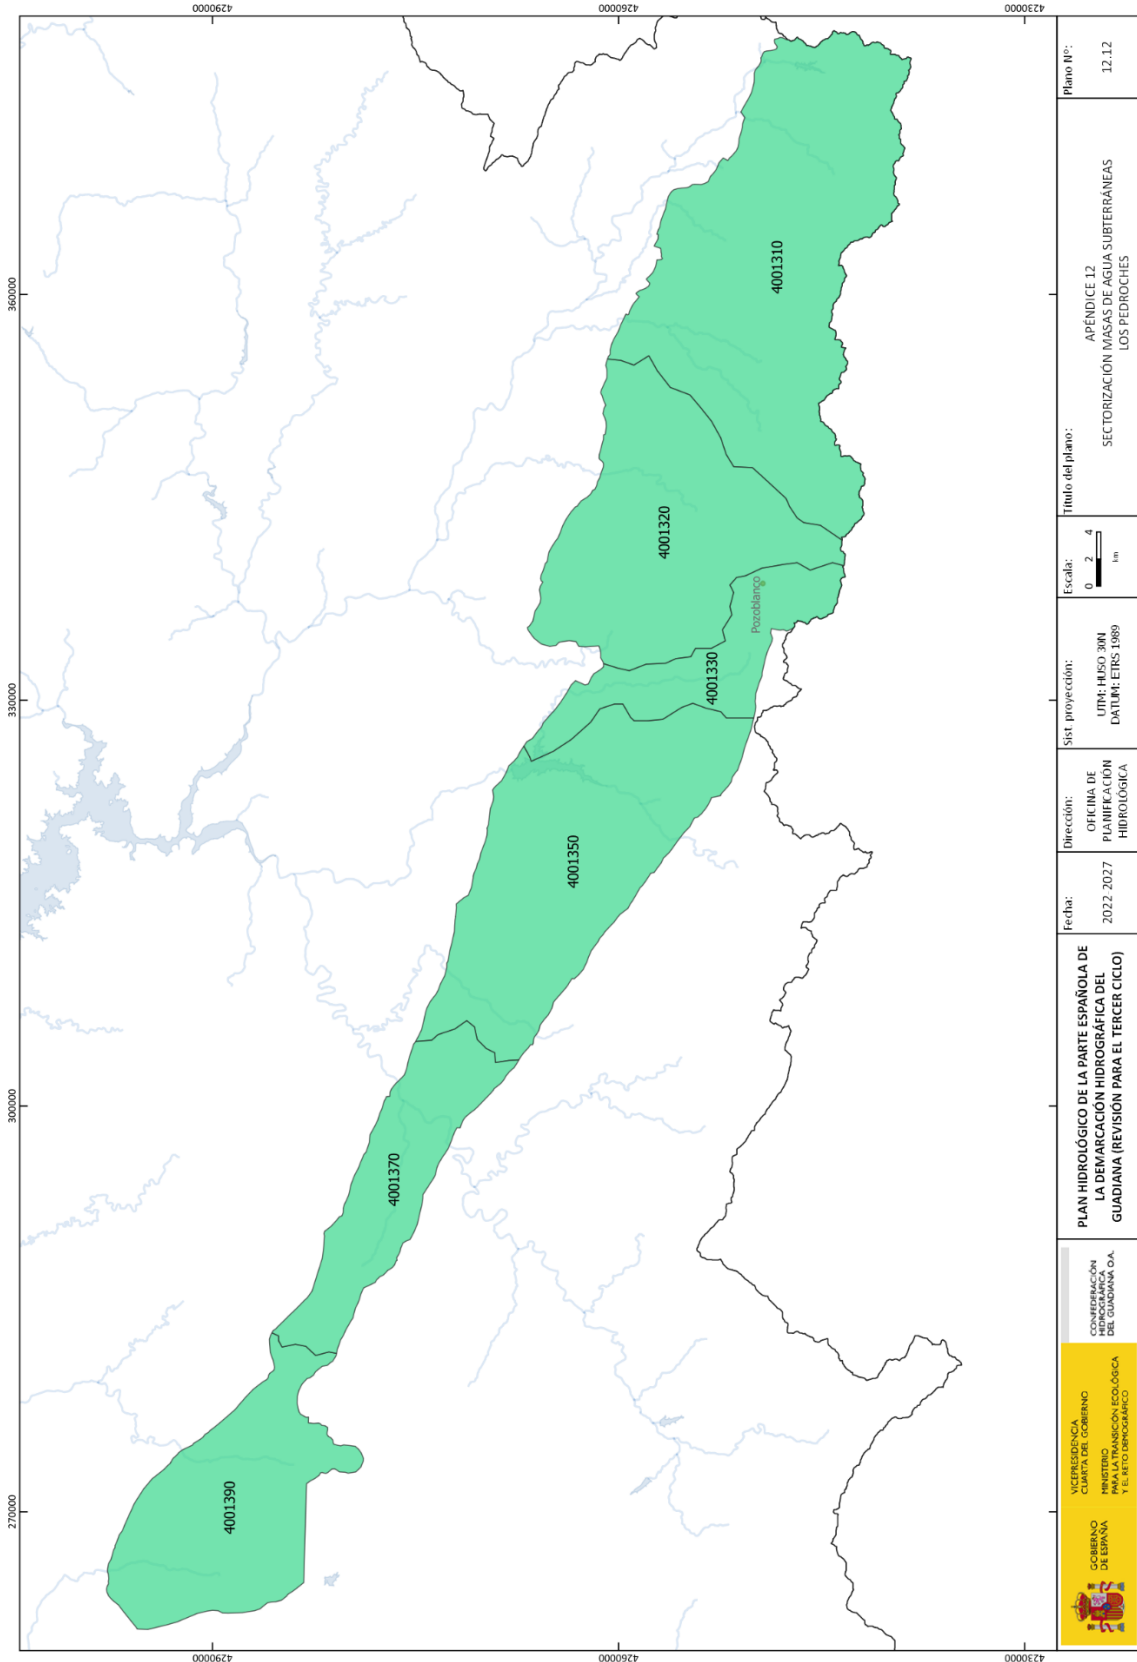 270000
300000
330000
360000
4290000
4290000
4260000
4260000
4230000
4230000
4001390
4001370
4001350
4001330
4001320
4001310
Pozoblanco
GOBIERNO
DE ESPAÑA
VICEPRESIDENCIA
CUARTA DEL GOBIERNO
MINISTERIO
PARA LA TRANSICIÓN ECOLÓGICA
Y EL RETO DEMOGRÁFICO
CONFEDERACIÓN
HIDROGRÁFICA
DEL GUADIANA O.A.
PLAN HIDROLÓGICO DE LA PARTE ESPAÑOLA DE
LA DEMARCACIÓN HIDROGRÁFICA DEL
GUADIANA (REVISIÓN PARA EL TERCER CICLO)
Fecha:
2022-2027
Dirección:
OFICINA DE
PLANIFICACIÓN
HIDROLÓGICA
Sist. proyección:
UTM: HUSO 30N
DATUM: ETRS 1989
Escala:
0 2 4
km
Título del plano:
APÉNDICE 12
SECTORIZACIÓN MASAS DE AGUA SUBTERRÁNEAS
LOS PEDROCHES
Plano Nº:
12.12